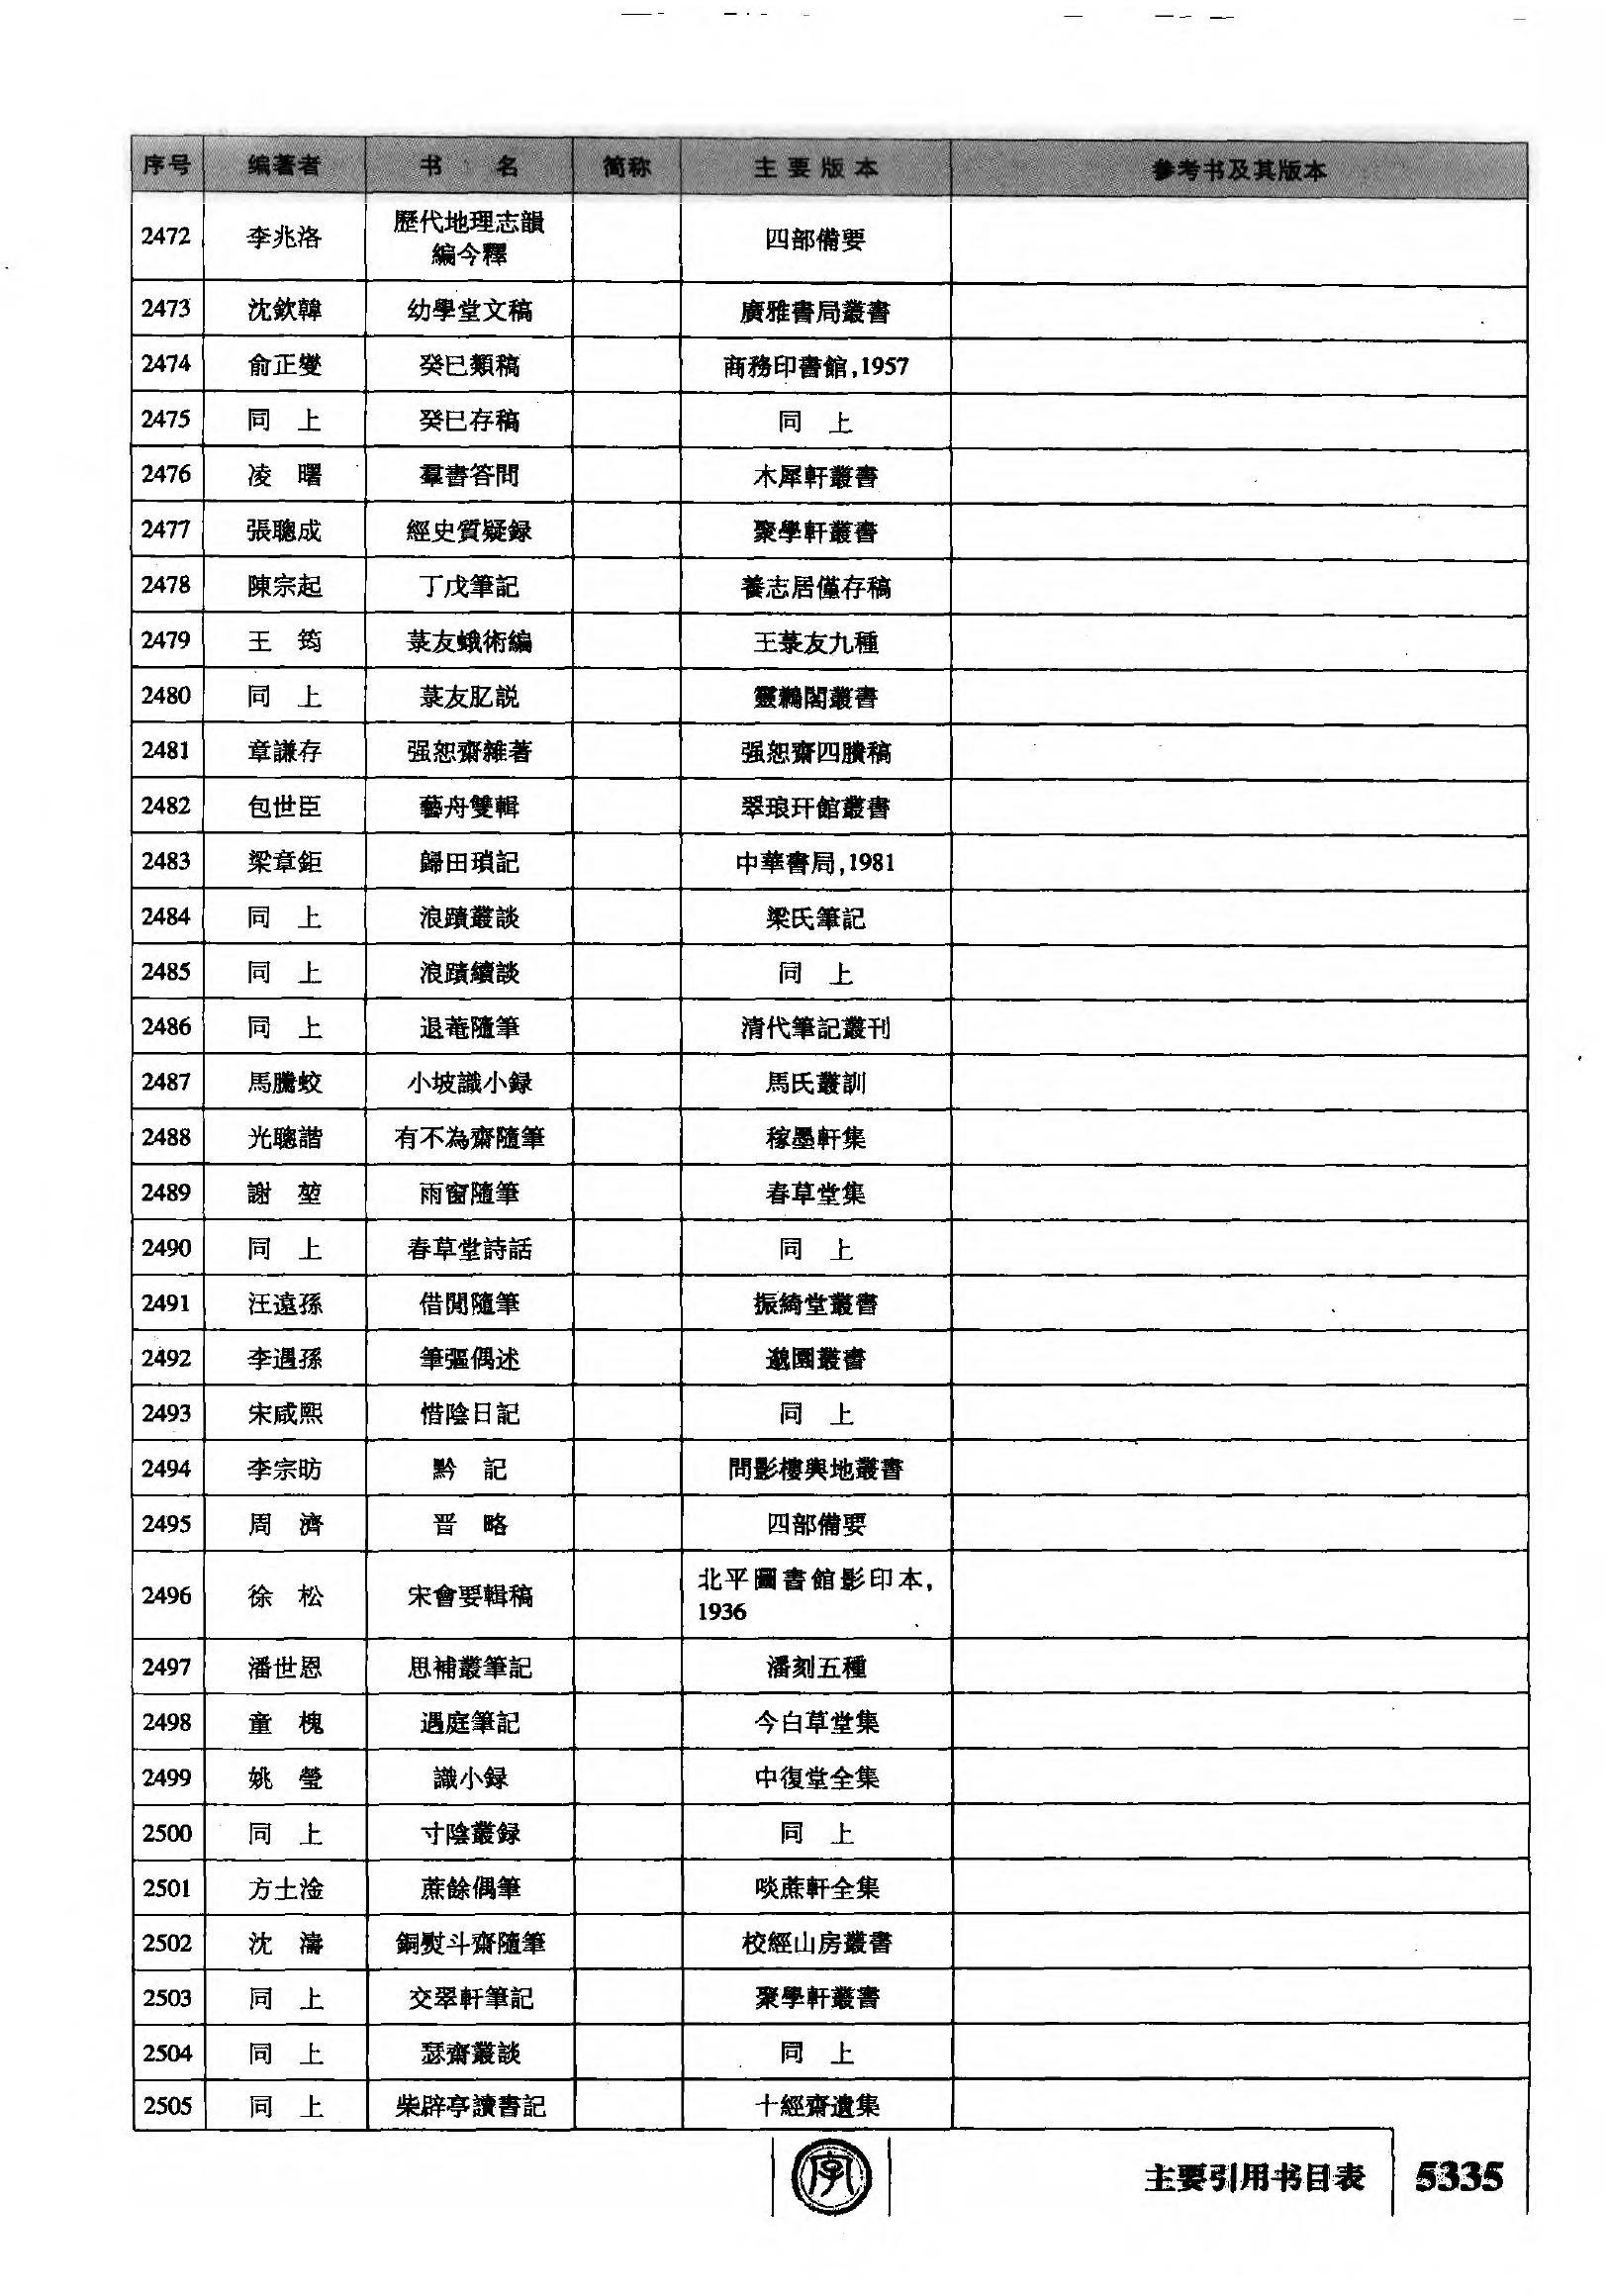 序号 编著者 书 名 简称 主要版本 参考书及其版本
2472 李兆洛 歷代地理志韻編今釋 四部備要
2473 沈欽韓 幼學堂文稿 廣雅書局叢書
2474 俞正燮 癸巳類稿 商務印書館,1957
2475 同 上 癸巳存稿 同 上
2476 凌 曙 羣書答問 木犀軒叢書
2477 張聰成 經史質疑録 聚學軒叢書
2478 陳宗起 丁戊筆記 養志居僅存稿
2479 王 筠 菉友蛾術編 王菉友九種
2480 同 上 菉友肊説 靈鶼閣叢書
2481 章謙存 强恕齋雜著 强恕齋四賸稿
2482 包世臣 藝舟雙輯 翠琅玕館叢書
2483 梁章鉅 歸田瑣記 中華書局,1981
2484 同 上 浪蹟叢談 梁氏筆記
2485 同 上 浪蹟續談 同 上
2486 同 上 退菴隨筆 清代筆記叢刊
2487 馬騰蛟 小坡識小録 馬氏叢訓
2488 光聰諧 有不為齋隨筆 稼墨軒集
2489 謝 堃 雨窗隨筆 春草堂集
2490 同 上 春草堂詩話 同 上
2491 汪遠孫 借閒隨筆 振綺堂叢書
2492 李遇孫 筆彄偶述 遯園叢書
2493 宋咸熙 惜陰日記 同 上
2494 李宗昉 黔 記 問影樓輿地叢書
2495 周 濟 晋 略 四部備要
2496 徐 松 宋會要輯稿 北平圖書館影印本,1936
2497 潘世恩 思補叢筆記 潘刻五種
2498 童 槐 過庭筆記 今白草堂集
2499 姚 瑩 識小録 中復堂全集
2500 同 上 寸陰叢録 同 上
2501 方士淦 蔗餘偶筆 啖蔗軒全集
2502 沈 濤 銅熨斗齋隨筆 校經山房叢書
2503 同 上 交翠軒筆記 聚學軒叢書
2504 同 上 瑟齋叢談 同 上
2505 同 上 柴辟亭讀書記 十經齋遺集
字
主要引用书目表 5335